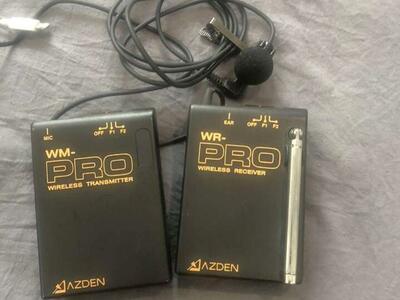 MIC
OFF F1 F2
WM-
PRO
WIRELESS TRANSMITTER
AZDEN
EAR
OFF F1 F2
WR-
PRO
WIRELESS RECEIVER
AZDEN